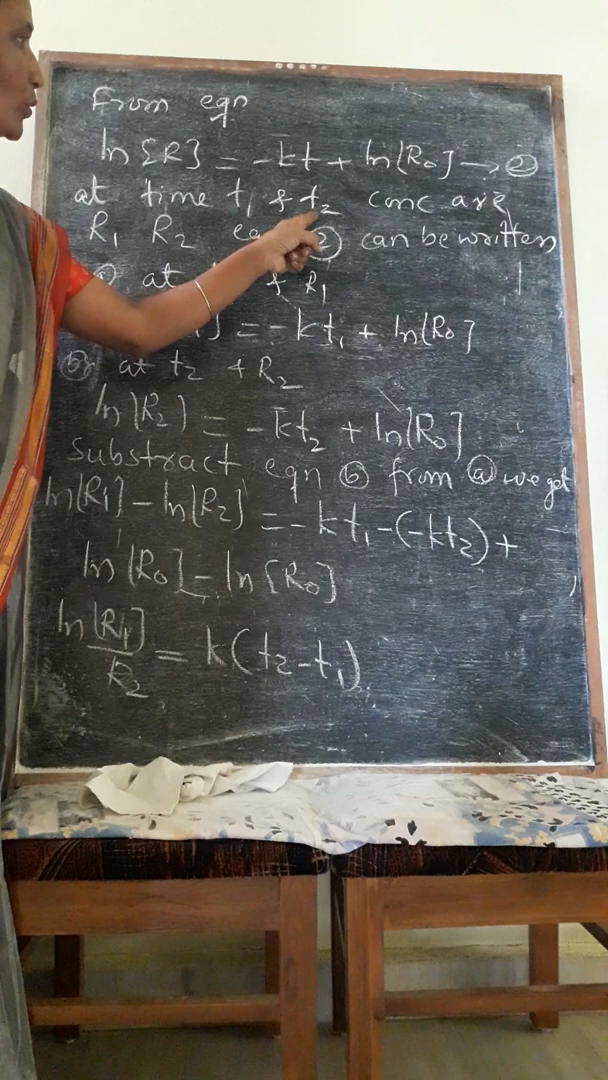 From eqn
ln[R] = -kt + ln[R₀] → ②
at time t₁ & t₂ conc are
R₁ R₂ ② can be written
at & R₁
] = -kt₁ + ln[R₀]
ⓑ at t₂ & R₂
ln[R₂] = -kt₂ + ln[R₀]
Substract eqn ⓑ from ⓐ we get
ln[R₁] - ln[R₂] = -kt₁ -(-kt₂) +
ln[R₀] - ln[R₀]
ln [R₁]/R₂ = k(t₂-t₁)